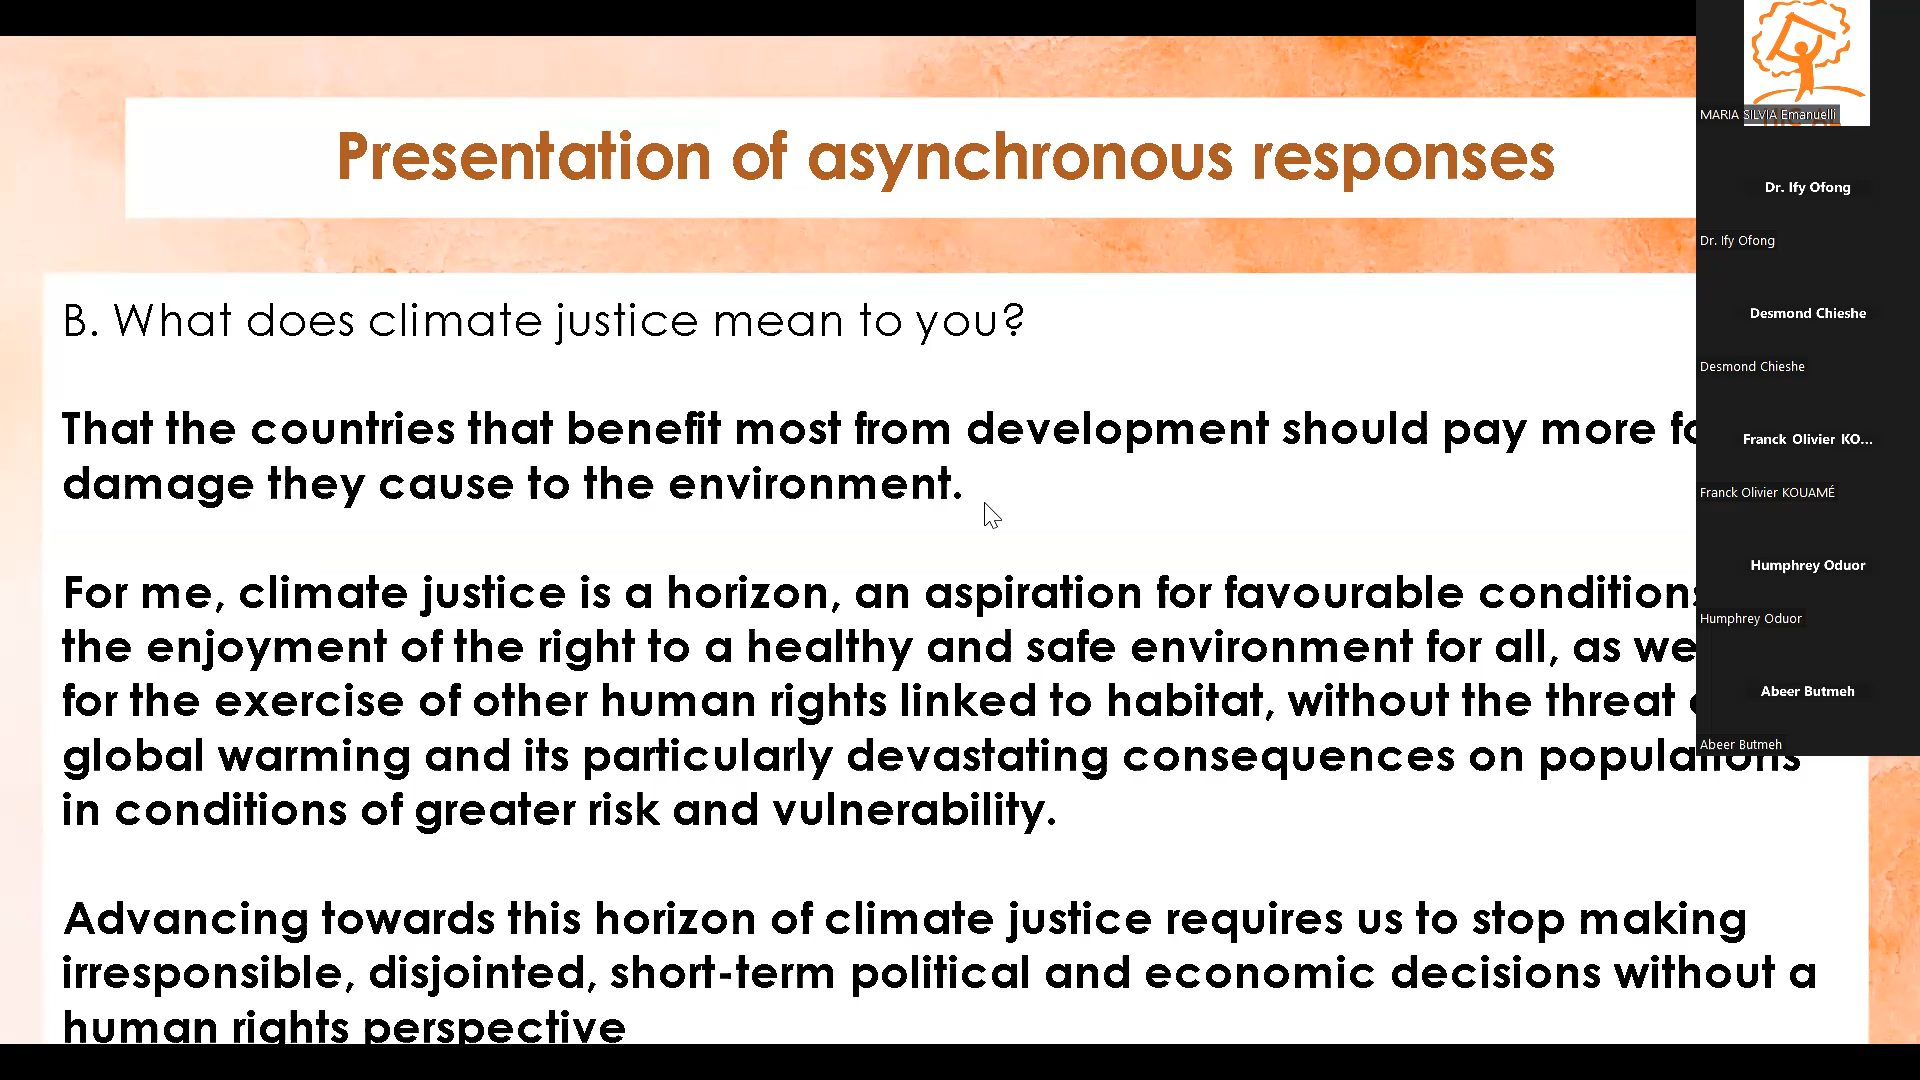 Presentation of asynchronous responses
B. What does climate justice mean to you?
That the countries that benefit most from development should pay more
damage they cause to the environment.
For me, climate justice is a horizon, an aspiration for favourable conditions
the enjoyment of the right to a healthy and safe environment for all, as
for the exercise of other human rights linked to habitat, without the threat
global warming and its particularly devastating consequences on populations
in conditions of greater risk and vulnerability.
Advancing towards this horizon of climate justice requires us to stop making
irresponsible, disjointed, short-term political and economic decisions without a
human rights perspective
MARIA SILVIA Emanuelli
Dr. Ify Ofong
Dr. Ify Ofong
Desmond Chieshe
Desmond Chieshe
Franck Olivier KO...
Franck Olivier KOUAMÉ
Humphrey Oduor
Humphrey Oduor
Abeer Butmeh
Abeer Butmeh